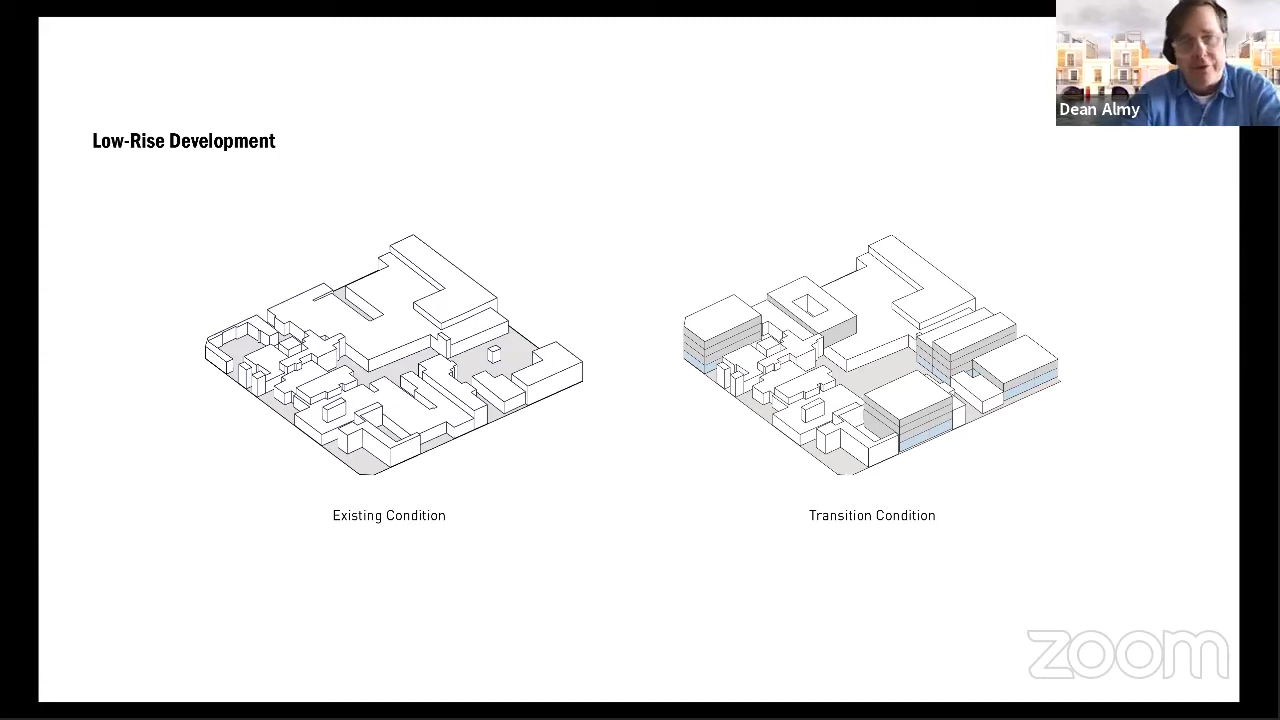 Dean Almy
Low-Rise Development
Existing Condition
Transition Condition
zoom